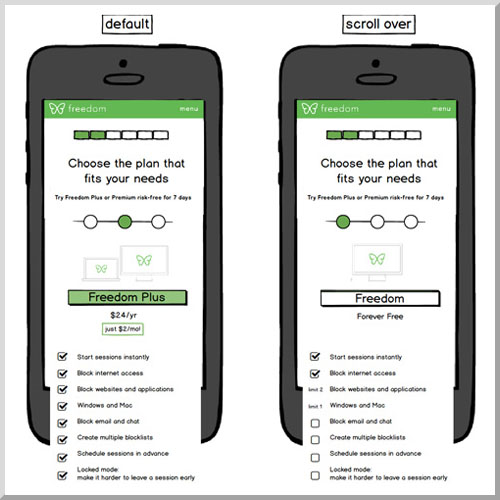 default
freedom
menu
Choose the plan that
fits your needs
Try Freedom Plus or Premium risk-free for 7 days
Freedom Plus
$24/yr
just $2/mo!
Start sessions instantly
Block internet access
Block websites and applications
Windows and Mac
Block email and chat
Create multiple blocklists
Schedule sessions in advance
Locked mode:
make it harder to leave a session early
scroll over
freedom
menu
Choose the plan that
fits your needs
Try Freedom Plus or Premium risk-free for 7 days
Freedom
Forever Free
Start sessions instantly
Block internet access
limit 2 Block websites and applications
limit 1 Windows and Mac
Block email and chat
Create multiple blocklists
Schedule sessions in advance
Locked mode:
make it harder to leave a session early